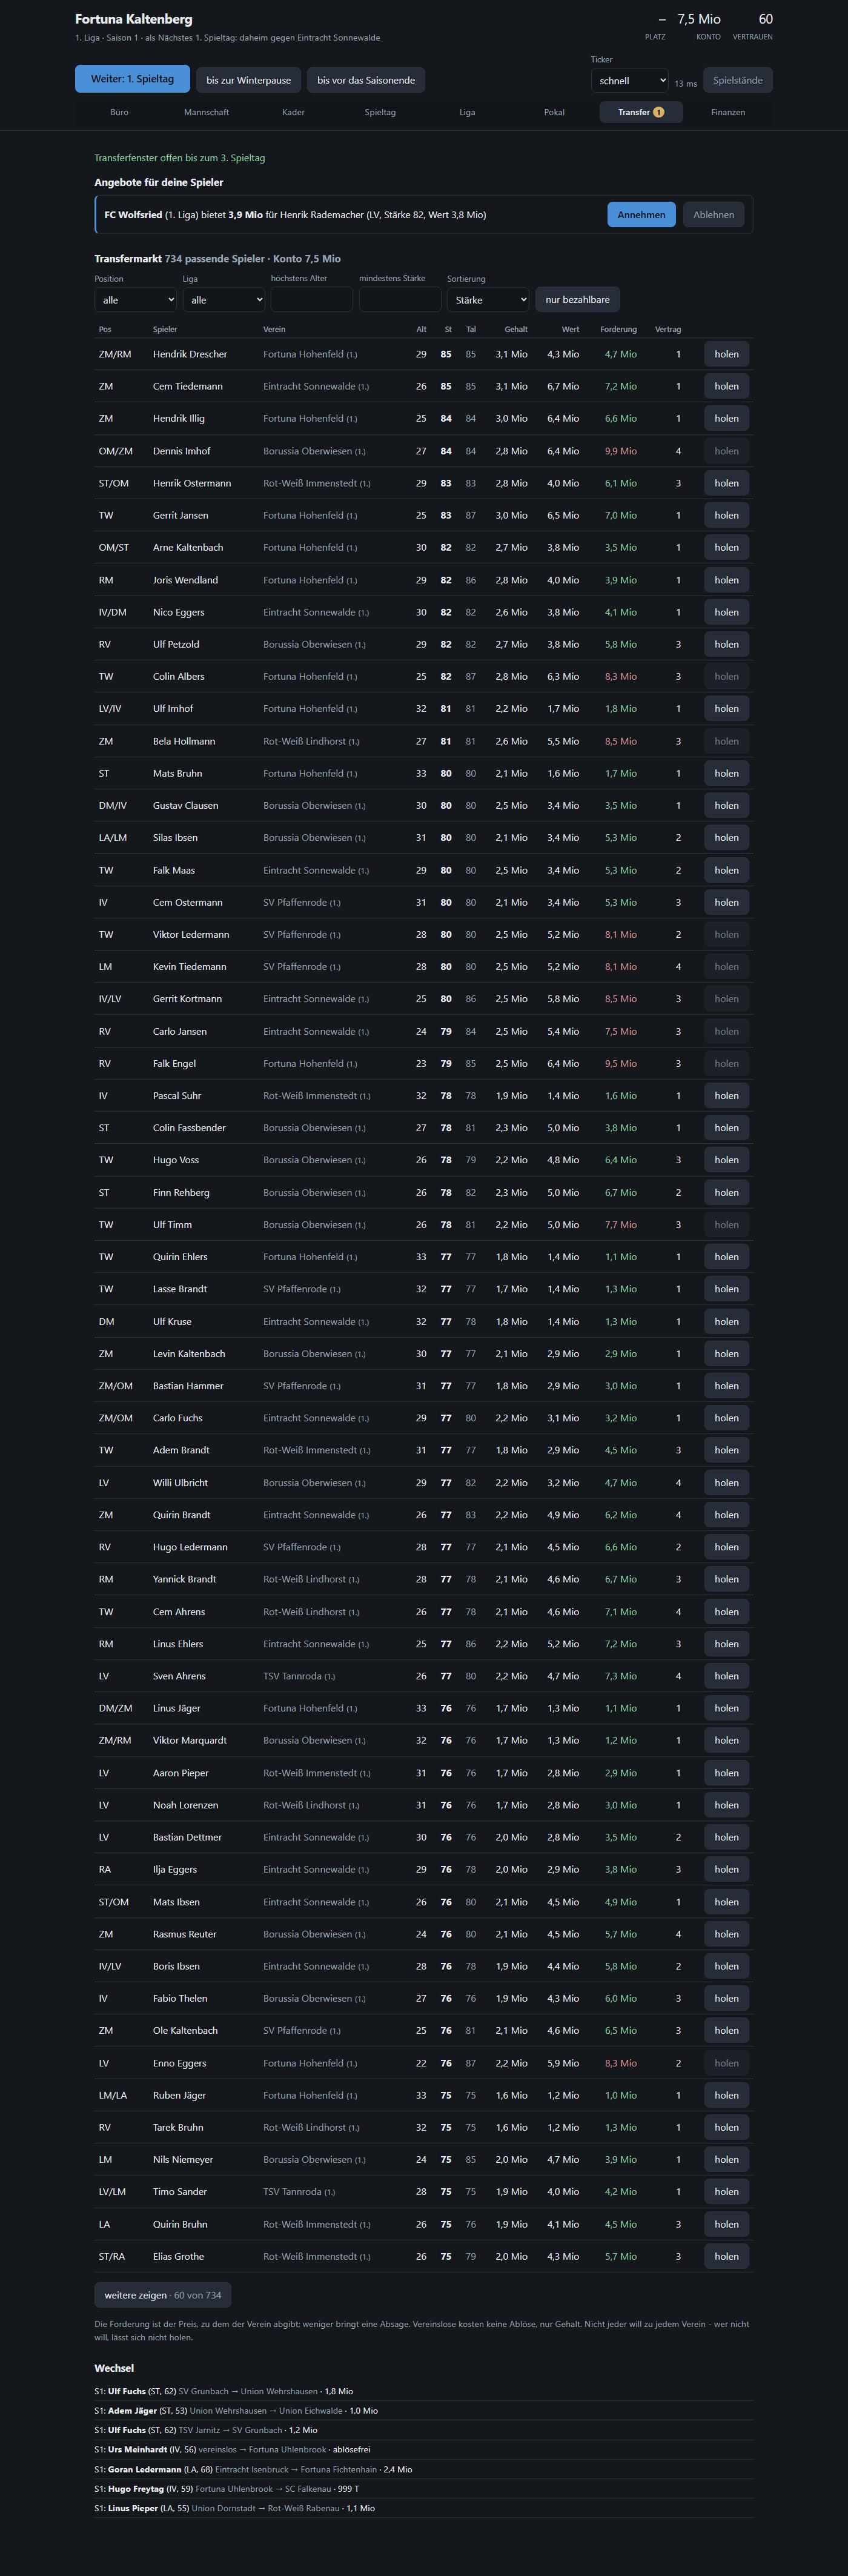 Fortuna Kaltenberg
1. Liga · Saison 1 · als Nächstes 1. Spieltag: daheim gegen Eintracht Sonnewalde
– 7,5 Mio 60
PLATZ KONTO VERTRAUEN
Weiter: 1. Spieltag bis zur Winterpause bis vor das Saisonende
Ticker
schnell 13 ms Spielstände
Büro Mannschaft Kader Spieltag Liga Pokal Transfer 1 Finanzen
Transferfenster offen bis zum 3. Spieltag
Angebote für deine Spieler
FC Wolfsried (1. Liga) bietet 3,9 Mio für Henrik Rademacher (LV, Stärke 82, Wert 3,8 Mio) Annehmen Ablehnen
Transfermarkt 734 passende Spieler · Konto 7,5 Mio
Position Liga höchstens Alter mindestens Stärke Sortierung
alle alle Stärke nur bezahlbare
Pos Spieler Verein Alt St Tal Gehalt Wert Forderung Vertrag
ZM/RM Hendrik Drescher Fortuna Hohenfeld (1.) 29 85 85 3,1 Mio 4,3 Mio 4,7 Mio 1 holen
ZM Cem Tiedemann Eintracht Sonnewalde (1.) 26 85 85 3,1 Mio 6,7 Mio 7,2 Mio 1 holen
ZM Hendrik Illig Fortuna Hohenfeld (1.) 25 84 84 3,0 Mio 6,4 Mio 6,6 Mio 1 holen
OM/ZM Dennis Imhof Borussia Oberwiesen (1.) 27 84 84 2,8 Mio 6,4 Mio 9,9 Mio 4 holen
ST/OM Henrik Ostermann Rot-Weiß Immenstedt (1.) 29 83 83 2,8 Mio 4,0 Mio 6,1 Mio 3 holen
TW Gerrit Jansen Fortuna Hohenfeld (1.) 25 83 87 3,0 Mio 6,5 Mio 7,0 Mio 1 holen
OM/ST Arne Kaltenbach Fortuna Hohenfeld (1.) 30 82 82 2,7 Mio 3,8 Mio 3,5 Mio 1 holen
RM Joris Wendland Fortuna Hohenfeld (1.) 29 82 86 2,8 Mio 4,0 Mio 3,9 Mio 1 holen
IV/DM Nico Eggers Eintracht Sonnewalde (1.) 30 82 82 2,6 Mio 3,8 Mio 4,1 Mio 1 holen
RV Ulf Petzold Borussia Oberwiesen (1.) 29 82 82 2,7 Mio 3,8 Mio 5,8 Mio 3 holen
TW Colin Albers Fortuna Hohenfeld (1.) 25 82 87 2,8 Mio 6,3 Mio 8,3 Mio 3 holen
LV/IV Ulf Imhof Fortuna Hohenfeld (1.) 32 81 81 2,2 Mio 1,7 Mio 1,8 Mio 1 holen
ZM Bela Hollmann Rot-Weiß Lindhorst (1.) 27 81 81 2,6 Mio 5,5 Mio 8,5 Mio 3 holen
ST Mats Bruhn Fortuna Hohenfeld (1.) 33 80 80 2,1 Mio 1,6 Mio 1,7 Mio 1 holen
DM/IV Gustav Clausen Borussia Oberwiesen (1.) 30 80 80 2,5 Mio 3,4 Mio 3,5 Mio 1 holen
LA/LM Silas Ibsen Borussia Oberwiesen (1.) 31 80 80 2,1 Mio 3,4 Mio 5,3 Mio 2 holen
TW Falk Maas Eintracht Sonnewalde (1.) 29 80 80 2,5 Mio 3,4 Mio 5,3 Mio 2 holen
IV Cem Ostermann SV Pfaffenrode (1.) 31 80 80 2,1 Mio 3,4 Mio 5,3 Mio 3 holen
TW Viktor Ledermann SV Pfaffenrode (1.) 28 80 80 2,5 Mio 5,2 Mio 8,1 Mio 2 holen
LM Kevin Tiedemann SV Pfaffenrode (1.) 28 80 80 2,5 Mio 5,2 Mio 8,1 Mio 4 holen
IV/LV Gerrit Kortmann Eintracht Sonnewalde (1.) 25 80 86 2,5 Mio 5,8 Mio 8,5 Mio 3 holen
RV Carlo Jansen Eintracht Sonnewalde (1.) 24 79 84 2,5 Mio 5,4 Mio 7,5 Mio 3 holen
RV Falk Engel Fortuna Hohenfeld (1.) 23 79 85 2,5 Mio 6,4 Mio 9,5 Mio 3 holen
IV Pascal Suhr Rot-Weiß Immenstedt (1.) 32 78 78 1,9 Mio 1,4 Mio 1,6 Mio 1 holen
ST Colin Fassbender Borussia Oberwiesen (1.) 27 78 81 2,3 Mio 5,0 Mio 3,8 Mio 1 holen
TW Hugo Voss Borussia Oberwiesen (1.) 26 78 79 2,2 Mio 4,8 Mio 6,4 Mio 3 holen
ST Finn Rehberg Borussia Oberwiesen (1.) 26 78 82 2,3 Mio 5,0 Mio 6,7 Mio 2 holen
TW Ulf Timm Borussia Oberwiesen (1.) 26 78 81 2,2 Mio 5,0 Mio 7,7 Mio 3 holen
TW Quirin Ehlers Fortuna Hohenfeld (1.) 33 77 77 1,8 Mio 1,4 Mio 1,1 Mio 1 holen
TW Lasse Brandt SV Pfaffenrode (1.) 32 77 77 1,7 Mio 1,4 Mio 1,3 Mio 1 holen
DM Ulf Kruse Eintracht Sonnewalde (1.) 32 77 78 1,8 Mio 1,4 Mio 1,3 Mio 1 holen
ZM Levin Kaltenbach Borussia Oberwiesen (1.) 30 77 77 2,1 Mio 2,9 Mio 2,9 Mio 1 holen
ZM/OM Bastian Hammer SV Pfaffenrode (1.) 31 77 77 1,8 Mio 2,9 Mio 3,0 Mio 1 holen
ZM/OM Carlo Fuchs Eintracht Sonnewalde (1.) 29 77 80 2,2 Mio 3,1 Mio 3,2 Mio 1 holen
TW Adem Brandt Rot-Weiß Immenstedt (1.) 31 77 77 1,8 Mio 2,9 Mio 4,5 Mio 3 holen
LV Willi Ulbricht Borussia Oberwiesen (1.) 29 77 82 2,2 Mio 3,2 Mio 4,7 Mio 4 holen
ZM Quirin Brandt Eintracht Sonnewalde (1.) 26 77 83 2,2 Mio 4,9 Mio 6,2 Mio 4 holen
RV Hugo Ledermann SV Pfaffenrode (1.) 28 77 77 2,1 Mio 4,5 Mio 6,6 Mio 2 holen
RM Yannick Brandt Rot-Weiß Lindhorst (1.) 28 77 78 2,1 Mio 4,6 Mio 6,7 Mio 3 holen
TW Cem Ahrens Rot-Weiß Lindhorst (1.) 26 77 78 2,1 Mio 4,6 Mio 7,1 Mio 4 holen
RM Linus Ehlers Eintracht Sonnewalde (1.) 25 77 86 2,2 Mio 5,2 Mio 7,2 Mio 3 holen
LV Sven Ahrens TSV Tannroda (1.) 26 77 80 2,2 Mio 4,7 Mio 7,3 Mio 4 holen
DM/ZM Linus Jäger Fortuna Hohenfeld (1.) 33 76 76 1,7 Mio 1,3 Mio 1,1 Mio 1 holen
ZM/RM Viktor Marquardt Borussia Oberwiesen (1.) 32 76 76 1,7 Mio 1,3 Mio 1,2 Mio 1 holen
LV Aaron Pieper Rot-Weiß Immenstedt (1.) 31 76 76 1,7 Mio 2,8 Mio 2,9 Mio 1 holen
LV Noah Lorenzen Rot-Weiß Lindhorst (1.) 31 76 76 1,7 Mio 2,8 Mio 3,0 Mio 1 holen
LV Bastian Dettmer Eintracht Sonnewalde (1.) 30 76 76 2,0 Mio 2,8 Mio 3,5 Mio 2 holen
RA Ilja Eggers Eintracht Sonnewalde (1.) 29 76 78 2,0 Mio 2,9 Mio 3,8 Mio 3 holen
ST/OM Mats Ibsen Eintracht Sonnewalde (1.) 26 76 80 2,1 Mio 4,5 Mio 4,9 Mio 1 holen
ZM Rasmus Reuter Borussia Oberwiesen (1.) 24 76 80 2,1 Mio 4,5 Mio 5,7 Mio 4 holen
IV/LV Boris Ibsen Eintracht Sonnewalde (1.) 28 76 78 1,9 Mio 4,4 Mio 5,8 Mio 2 holen
IV Fabio Thelen Borussia Oberwiesen (1.) 27 76 76 1,9 Mio 4,3 Mio 6,0 Mio 3 holen
ZM Ole Kaltenbach SV Pfaffenrode (1.) 25 76 81 2,1 Mio 4,6 Mio 6,5 Mio 3 holen
LV Enno Eggers Fortuna Hohenfeld (1.) 22 76 87 2,2 Mio 5,9 Mio 8,3 Mio 2 holen
LM/LA Ruben Jäger Fortuna Hohenfeld (1.) 33 75 75 1,6 Mio 1,2 Mio 1,0 Mio 1 holen
RV Tarek Bruhn Rot-Weiß Lindhorst (1.) 32 75 75 1,6 Mio 1,2 Mio 1,3 Mio 1 holen
LM Nils Niemeyer Borussia Oberwiesen (1.) 24 75 85 2,0 Mio 4,7 Mio 3,9 Mio 1 holen
LV/LM Timo Sander TSV Tannroda (1.) 28 75 75 1,9 Mio 4,0 Mio 4,2 Mio 1 holen
LA Quirin Bruhn Rot-Weiß Immenstedt (1.) 26 75 76 1,9 Mio 4,1 Mio 4,5 Mio 3 holen
ST/RA Elias Grothe Rot-Weiß Immenstedt (1.) 26 75 79 2,0 Mio 4,3 Mio 5,7 Mio 3 holen
weitere zeigen · 60 von 734
Die Forderung ist der Preis, zu dem der Verein abgibt; weniger bringt eine Absage. Vereinslose kosten keine Ablöse, nur Gehalt. Nicht jeder will zu jedem Verein - wer nicht
will, lässt sich nicht holen.
Wechsel
S1: Ulf Fuchs (ST, 62) SV Grunbach → Union Wehrshausen · 1,8 Mio
S1: Adem Jäger (ST, 53) Union Wehrshausen → Union Eichwalde · 1,0 Mio
S1: Ulf Fuchs (ST, 62) TSV Jarnitz → SV Grunbach · 1,2 Mio
S1: Urs Meinhardt (IV, 56) vereinslos → Fortuna Uhlenbrook · ablösefrei
S1: Goran Ledermann (LA, 68) Eintracht Isenbruck → Fortuna Fichtenhain · 2,4 Mio
S1: Hugo Freytag (IV, 59) Fortuna Uhlenbrook → SC Falkenau · 999 T
S1: Linus Pieper (LA, 55) Union Dornstadt → Rot-Weiß Rabenau · 1,1 Mio